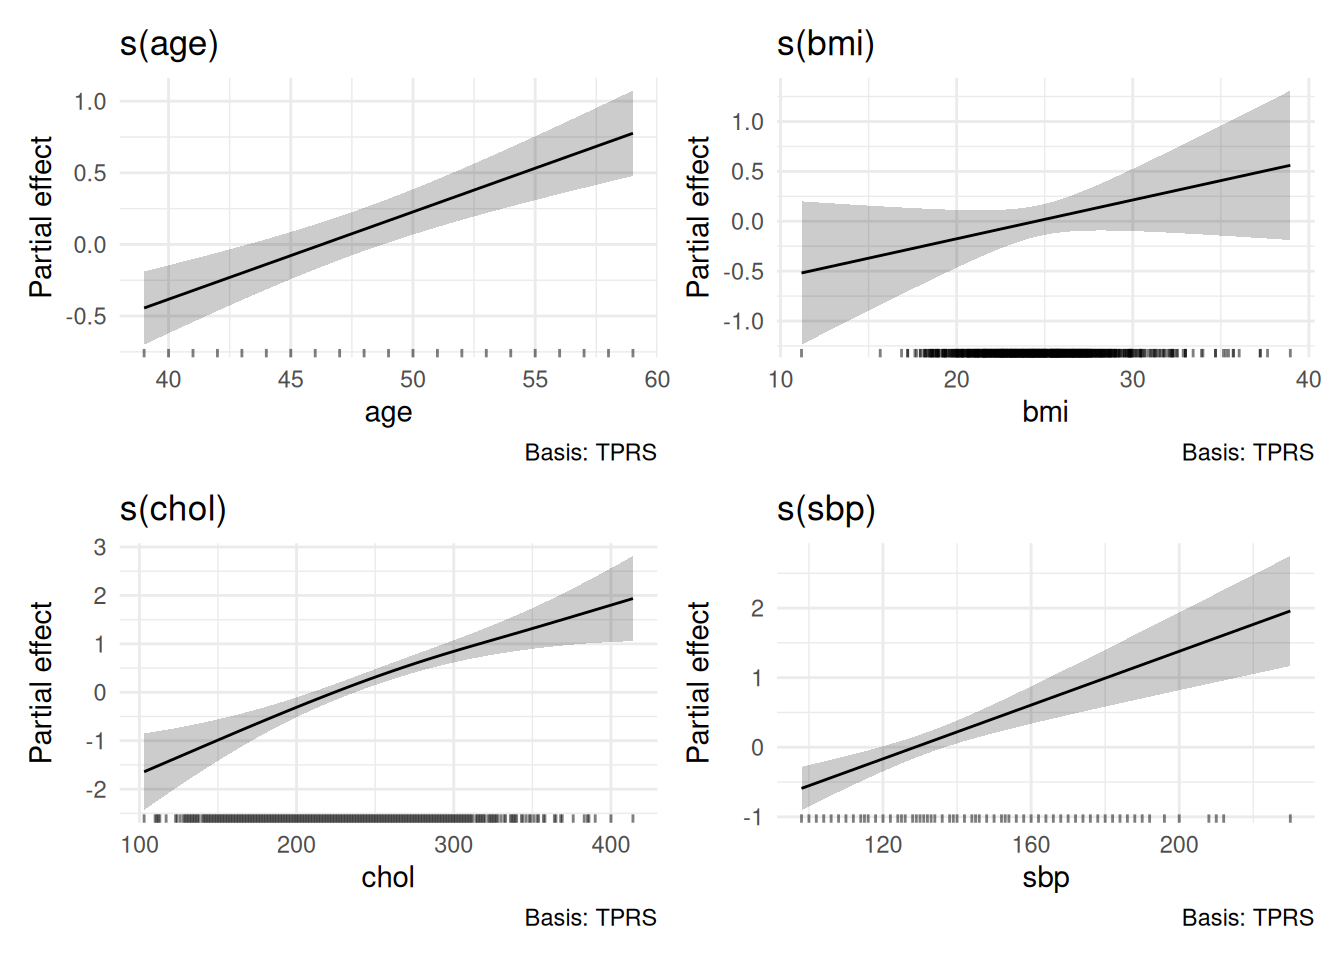 s(age)
Partial effect
1.0
0.5
0.0
-0.5
40 45 50 55 60
age
Basis: TPRS
s(bmi)
Partial effect
1.0
0.5
0.0
-0.5
-1.0
10 20 30 40
bmi
Basis: TPRS
s(chol)
Partial effect
3
2
1
0
-1
-2
100 200 300 400
chol
Basis: TPRS
s(sbp)
Partial effect
2
1
0
-1
120 160 200
sbp
Basis: TPRS